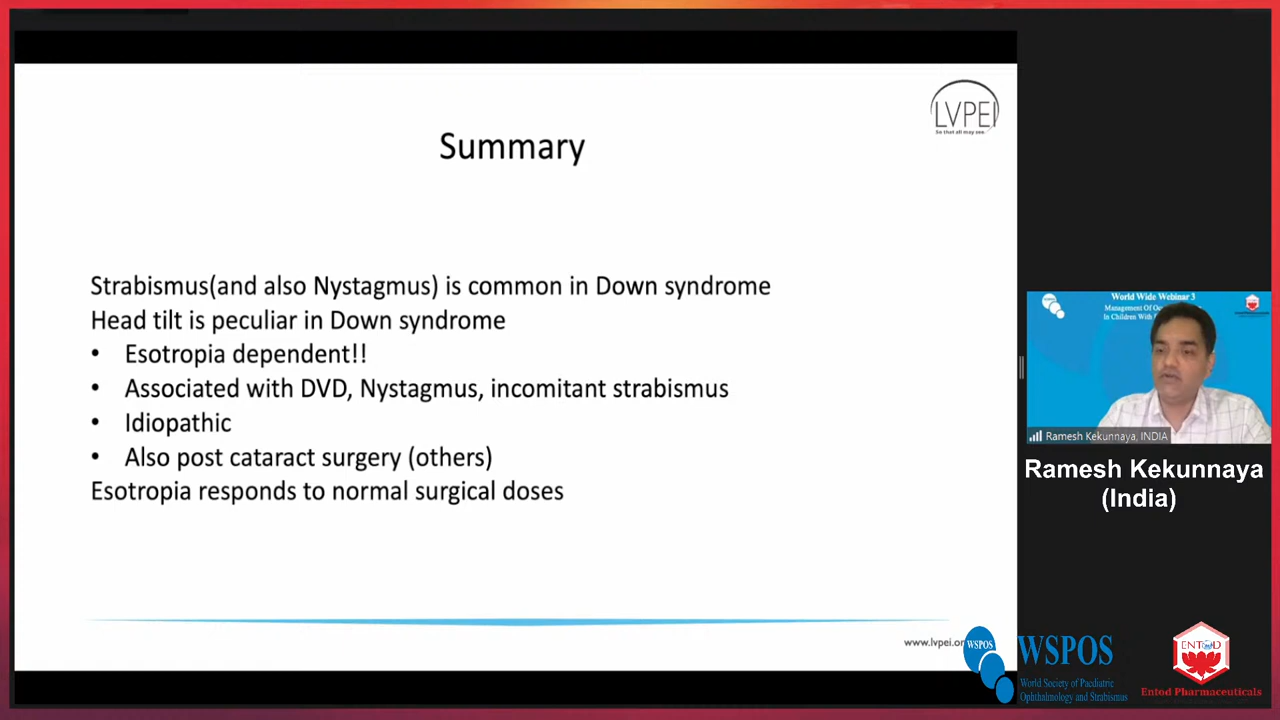 LVPEI
So that all may see
Summary
Strabismus(and also Nystagmus) is common in Down syndrome
Head tilt is peculiar in Down syndrome
• Esotropia dependent!!
• Associated with DVD, Nystagmus, incomitant strabismus
• Idiopathic
• Also post cataract surgery (others)
Esotropia responds to normal surgical doses
www.lvpei.or
World Wide Webinar 3
Management Of
In Children With
Ramesh Kekunnaya, INDIA
Ramesh Kekunnaya
(India)
WSPOS
WSPOS
World Society of Paediatric
Ophthalmology and Strabismus
ENTOD
Entod Pharmaceuticals